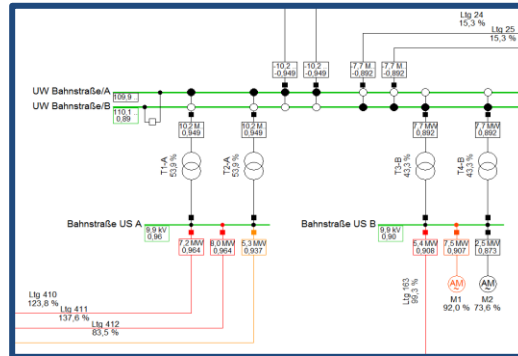 Ltg 24
15,3 %
Ltg 25
15,3 %
-10,2
-0,949
-10,2
-0,949
-7,7 M
-0,892
-7,7 M
-0,892
UW Bahnstraße/A
109,9
UW Bahnstraße/B
110,1
0,89
10,2 M
0,949
10,2 M
0,949
7,7 MW
0,892
7,7 MW
0,892
T1-A
53,9 %
T2-A
53,9 %
T3-B
43,3 %
T4-B
43,3 %
Bahnstraße US A
9,9 kV
0,96
7,2 MW
0,964
8,0 MW
0,964
5,3 MW
0,937
Bahnstraße US B
9,9 kV
0,90
5,4 MW
0,908
7,5 MW
0,907
2,5 MW
0,873
AM
AM
M1
92,0 %
M2
73,6 %
Ltg 163
99,3 %
Ltg 410
123,8 %
Ltg 411
137,6 %
Ltg 412
83,5 %